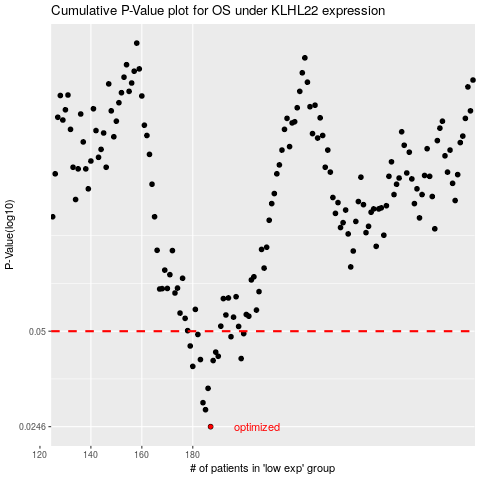 Cumulative P-Value plot for OS under KLHL22 expression
P-Value(log10)
0.05
0.0246
optimized
120 140 160 180
# of patients in 'low exp' group